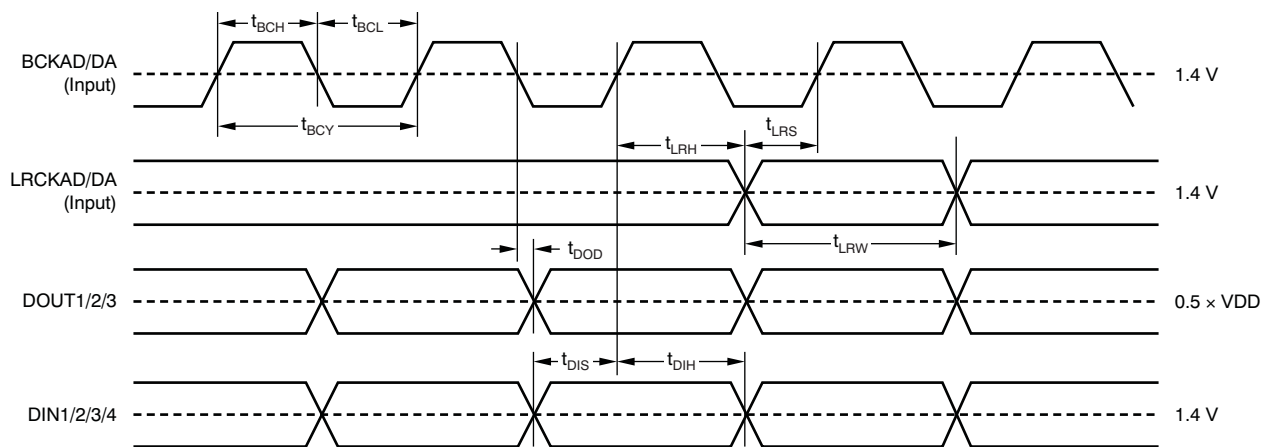 t_BCH t_BCL
BCKAD/DA
(Input)
1.4 V
t_BCY
t_LRH t_LRS
LRCKAD/DA
(Input)
1.4 V
t_DOD
t_LRW
DOUT1/2/3
0.5 × VDD
t_DIS t_DIH
DIN1/2/3/4
1.4 V